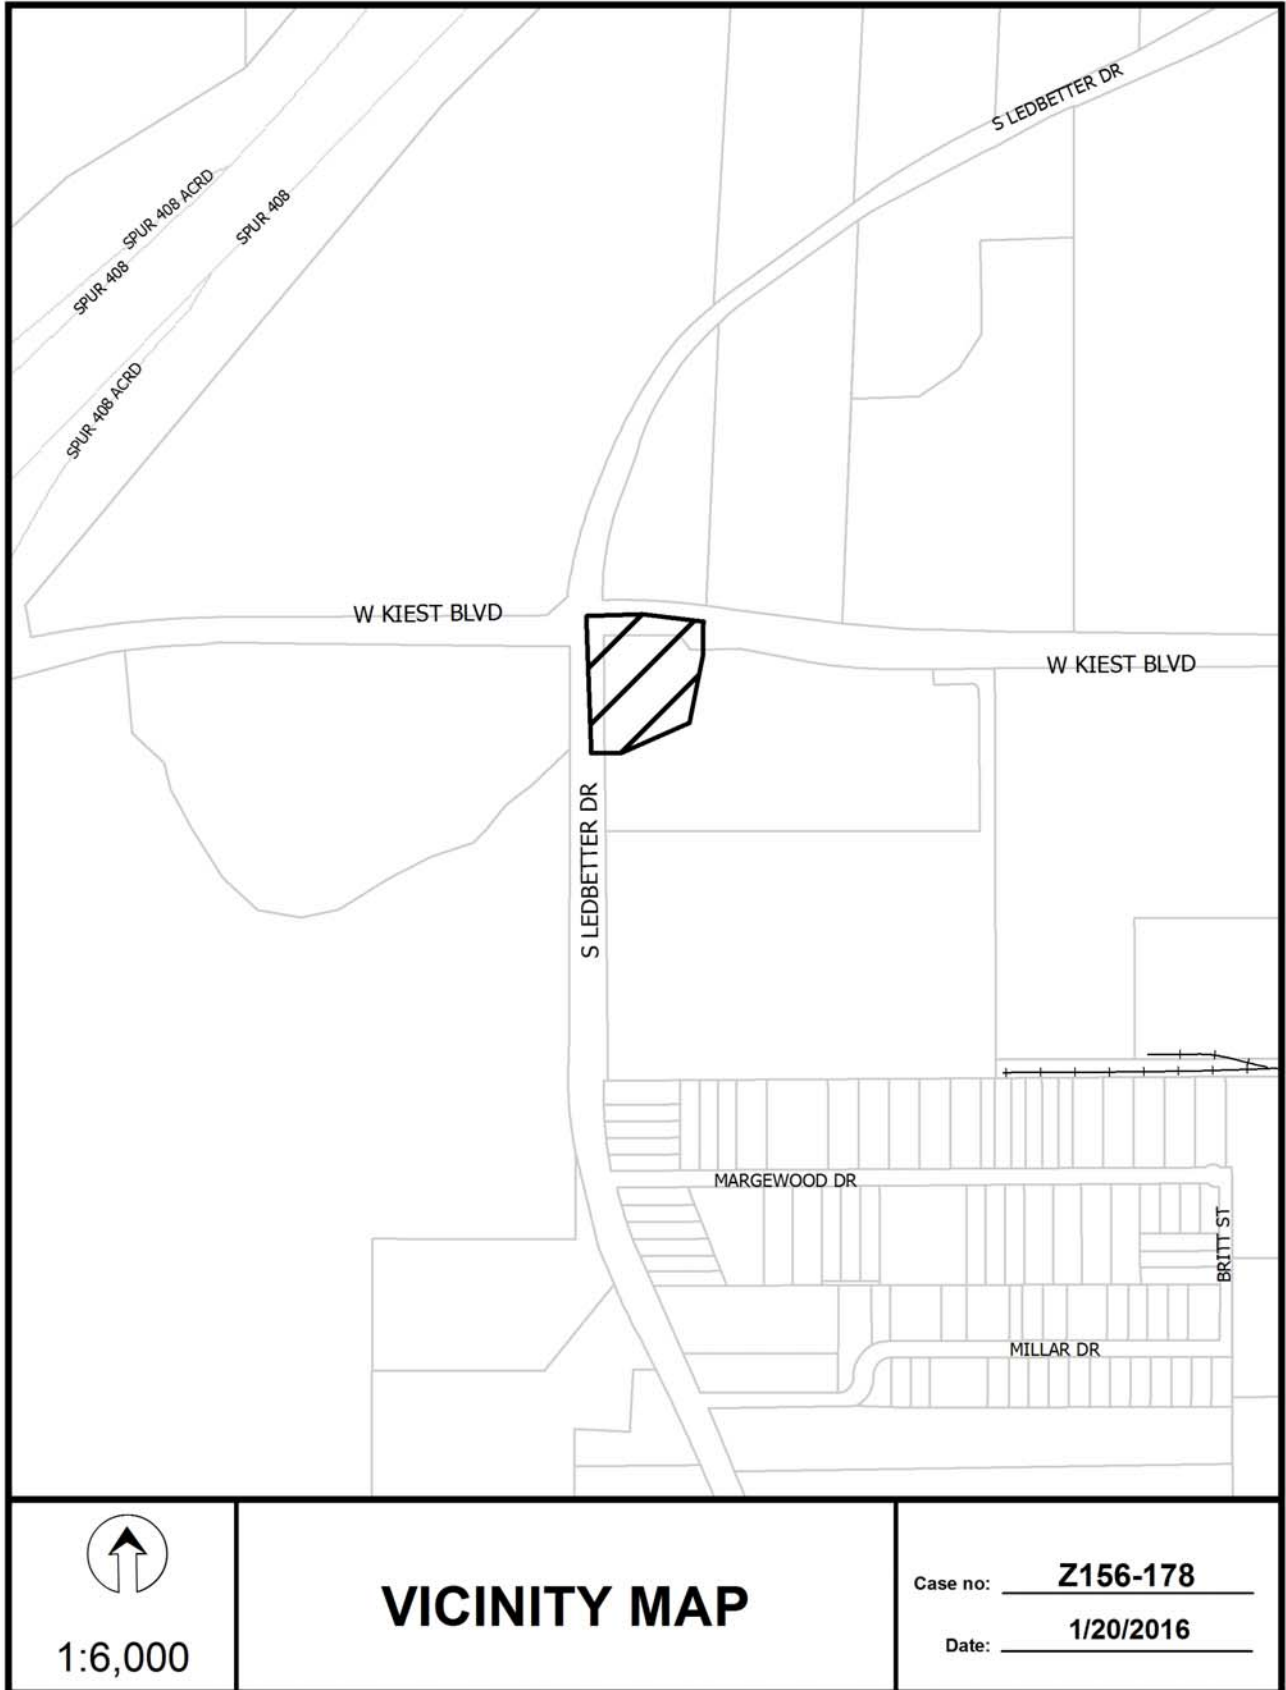 S LEDBETTER DR
SPUR 408 ACRD
SPUR 408
SPUR 408
SPUR 408 ACRD
W KIEST BLVD
W KIEST BLVD
S LEDBETTER DR
MARGEWOOD DR
BRITT ST
MILLAR DR
1:6,000
VICINITY MAP
Case no: Z156-178
Date: 1/20/2016